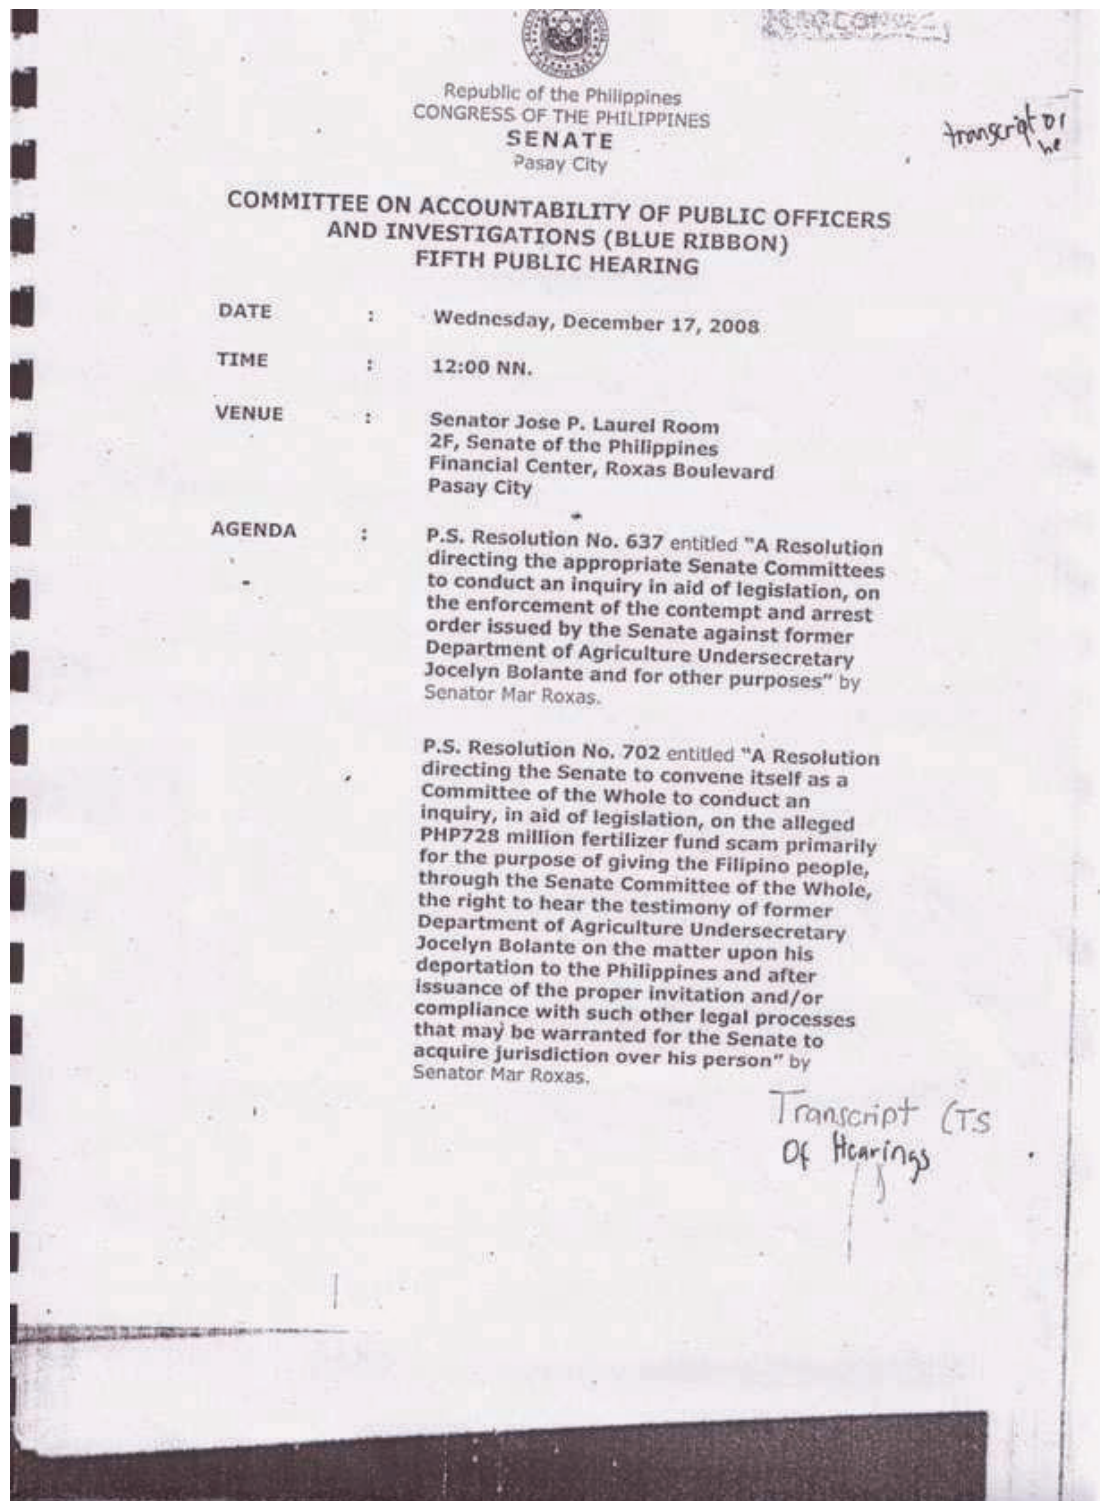 Republic of the Philippines
CONGRESS OF THE PHILIPPINES
SENATE
Pasay City
transcript
COMMITTEE ON ACCOUNTABILITY OF PUBLIC OFFICERS
AND INVESTIGATIONS (BLUE RIBBON)
FIFTH PUBLIC HEARING
DATE : Wednesday, December 17, 2008
TIME : 12:00 NN.
VENUE : Senator Jose P. Laurel Room
2F, Senate of the Philippines
Financial Center, Roxas Boulevard
Pasay City
AGENDA : P.S. Resolution No. 637 entitled "A Resolution
directing the appropriate Senate Committees
to conduct an inquiry in aid of legislation, on
the enforcement of the contempt and arrest
order issued by the Senate against former
Department of Agriculture Undersecretary
Jocelyn Bolante and for other purposes" by
Senator Mar Roxas.
P.S. Resolution No. 702 entitled "A Resolution
directing the Senate to convene itself as a
Committee of the Whole to conduct an
inquiry, in aid of legislation, on the alleged
PHP728 million fertilizer fund scam primarily
for the purpose of giving the Filipino people,
through the Senate Committee of the Whole,
the right to hear the testimony of former
Department of Agriculture Undersecretary
Jocelyn Bolante on the matter upon his
deportation to the Philippines and after
issuance of the proper invitation and/or
compliance with such other legal processes
that may be warranted for the Senate to
acquire jurisdiction over his person" by
Senator Mar Roxas.
Transcript (TS
Of Hearings